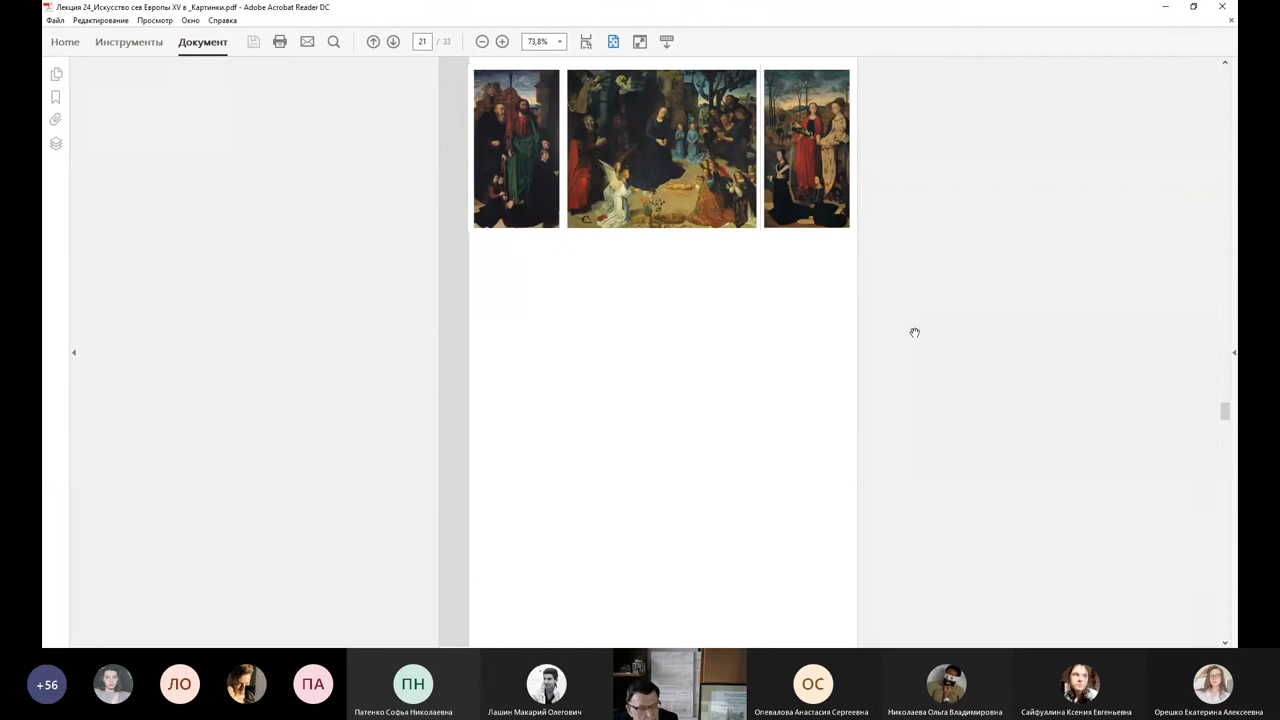 Лекция 24_Искусство сев Европы XV в _Картинки.pdf - Adobe Acrobat Reader DC
Файл Редактирование Просмотр Окно Справка
Home Инструменты Документ 21 / 33 73,8%
+56 ЛО ПА ПН ОС
Патенко Софья Николаевна Лашин Макарий Олегович Опевалова Анастасия Сергеевна Николаева Ольга Владимировна Сайфуллина Ксения Евгеньевна Орешко Екатерина Алексеевна